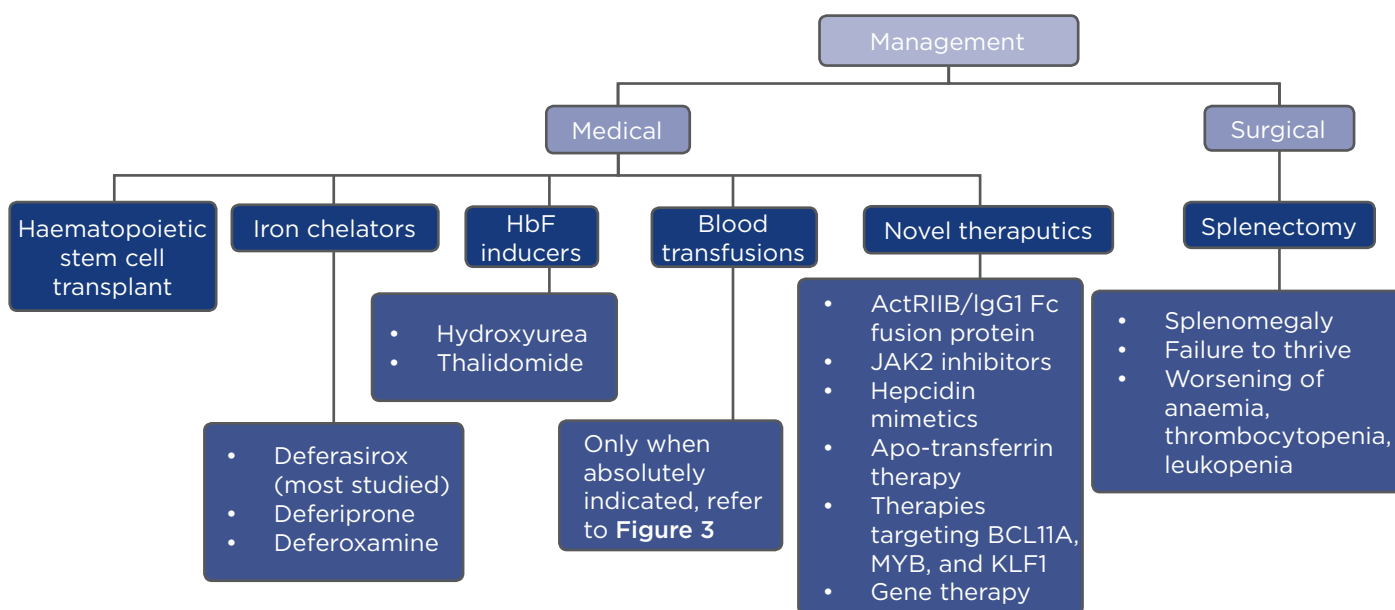 Management
Medical
Surgical
Haematopoietic
stem cell
transplant
Iron chelators
HbF
inducers
Blood
transfusions
Novel theraputics
Splenectomy
• Deferasirox
(most studied)
• Deferiprone
• Deferoxamine
• Hydroxyurea
• Thalidomide
Only when
absolutely
indicated, refer
to Figure 3
• ActRIIB/IgG1 Fc
fusion protein
• JAK2 inhibitors
• Hepcidin
mimetics
• Apo-transferrin
therapy
• Therapies
targeting BCL11A,
MYB, and KLF1
• Gene therapy
• Splenomegaly
• Failure to thrive
• Worsening of
anaemia,
thrombocytopenia,
leukopenia